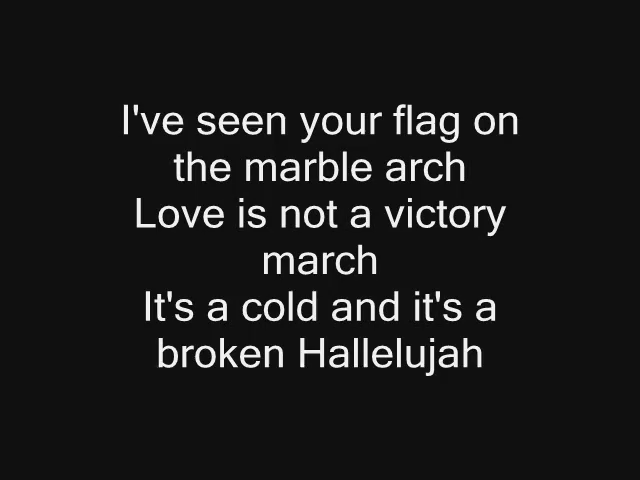 I've seen your flag on
the marble arch
Love is not a victory
march
It's a cold and it's a
broken Hallelujah